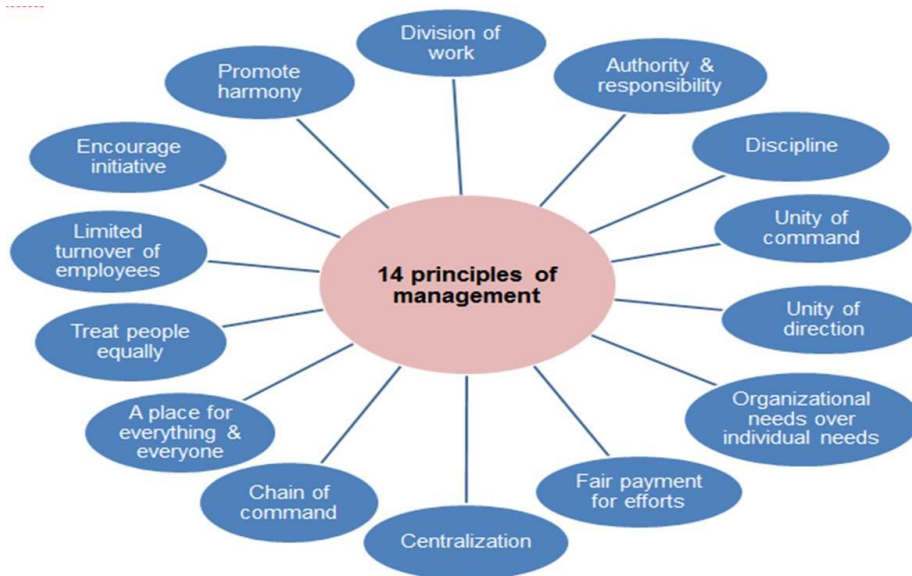 Division of
work
Authority &
responsibility
Discipline
Unity of
command
Unity of
direction
Organizational
needs over
individual needs
Fair payment
for efforts
Centralization
Chain of
command
A place for
everything &
everyone
Treat people
equally
Limited
turnover of
employees
Encourage
initiative
Promote
harmony
14 principles of
management